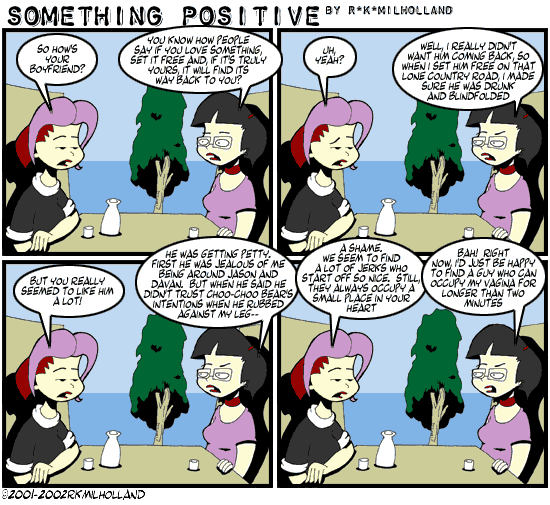 SOMETHING POSITIVE BY R*K*MILHOLLAND
SO HOW'S
YOUR
BOYFRIEND?
YOU KNOW HOW PEOPLE
SAY IF YOU LOVE SOMETHING,
SET IT FREE AND, IF IT'S TRULY
YOURS, IT WILL FIND ITS
WAY BACK TO YOU?
UH,
YEAH?
WELL, I REALLY DIDN'T
WANT HIM COMING BACK, SO
WHEN I SET HIM FREE ON THAT
LONE COUNTRY ROAD, I MADE
SURE HE WAS DRUNK
AND BLINDFOLDED
BUT YOU REALLY
SEEMED TO LIKE HIM
A LOT!
HE WAS GETTING PETTY.
FIRST HE WAS JEALOUS OF ME
BEING AROUND JASON AND
DAVAN. BUT WHEN HE SAID HE
DIDN'T TRUST CHOO-CHOO BEAR'S
INTENTIONS WHEN HE RUBBED
AGAINST MY LEG--
A SHAME.
WE SEEM TO FIND
A LOT OF JERKS WHO
START OFF SO NICE. STILL,
THEY ALWAYS OCCUPY A
SMALL PLACE IN YOUR
HEART
BAH! RIGHT
NOW, I'D JUST BE HAPPY
TO FIND A GUY WHO CAN
OCCUPY MY VAGINA FOR
LONGER THAN TWO
MINUTES
©2001-2002RKMILHOLLAND